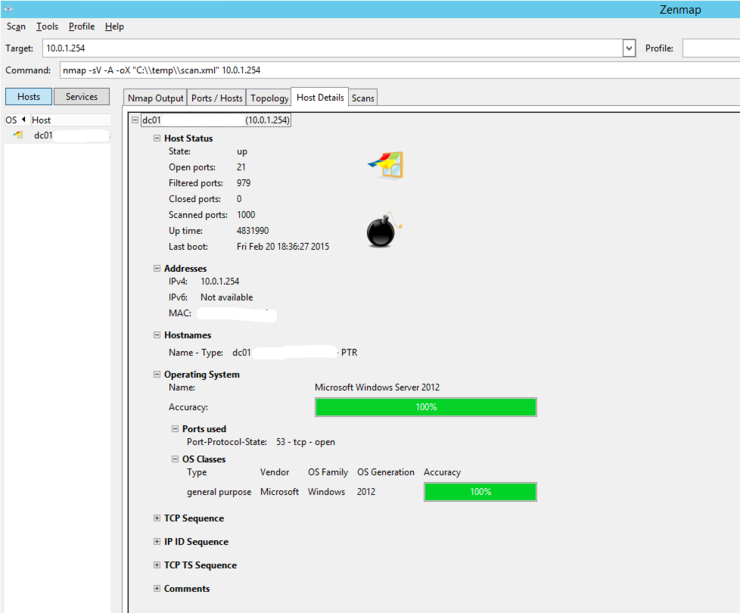 Zenmap
Scan Tools Profile Help
Target: 10.0.1.254 Profile:
Command: nmap -sV -A -oX "C:\\temp\\scan.xml" 10.0.1.254
Hosts Services Nmap Output Ports / Hosts Topology Host Details Scans
OS Host
dc01
dc01 (10.0.1.254)
Host Status
State: up
Open ports: 21
Filtered ports: 979
Closed ports: 0
Scanned ports: 1000
Up time: 4831990
Last boot: Fri Feb 20 18:36:27 2015
Addresses
IPv4: 10.0.1.254
IPv6: Not available
MAC:
Hostnames
Name - Type: dc01 - PTR
Operating System
Name: Microsoft Windows Server 2012
Accuracy: 100%
Ports used
Port-Protocol-State: 53 - tcp - open
OS Classes
Type Vendor OS Family OS Generation Accuracy
general purpose Microsoft Windows 2012 100%
TCP Sequence
IP ID Sequence
TCP TS Sequence
Comments